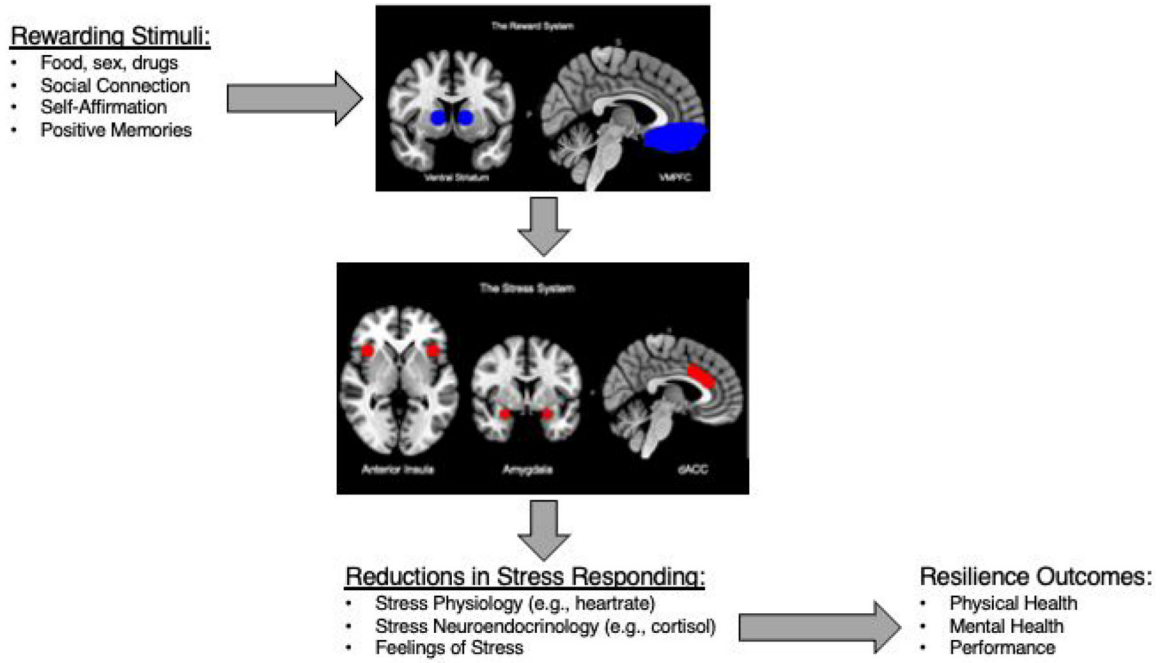 Rewarding Stimuli:
• Food, sex, drugs
• Social Connection
• Self-Affirmation
• Positive Memories
The Reward System
S
P
Ventral Striatum
VMPFC
The Stress System
Anterior Insula
Amygdala
dACC
Reductions in Stress Responding:
• Stress Physiology (e.g., heartrate)
• Stress Neuroendocrinology (e.g., cortisol)
• Feelings of Stress
Resilience Outcomes:
• Physical Health
• Mental Health
• Performance